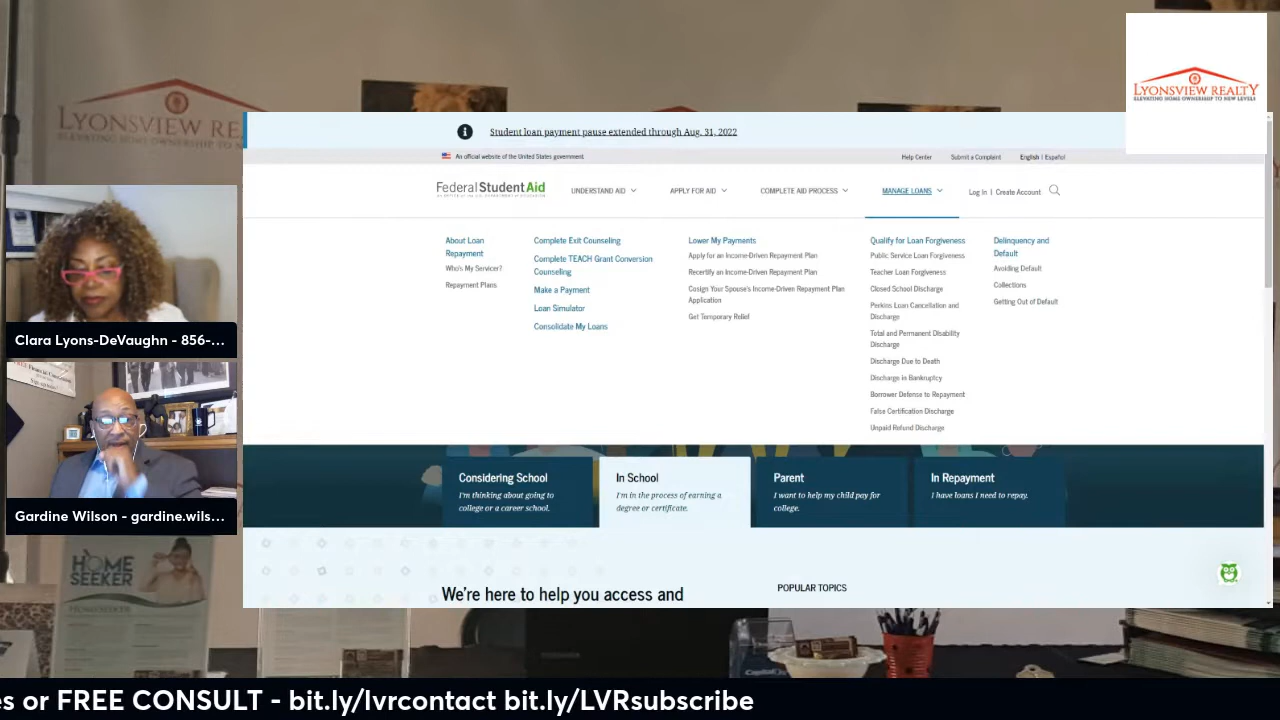 LYONSVIEW REALTY
ELEVATING HOME OWNERSHIP TO NEW LEVELS
LYONSVIEW RE
ELEVATING HOME OWNERSHIP
Student loan payment pause extended through Aug. 31, 2022
An official website of the United States government.
Help Center
Submit a Complaint
English | Español
Federal Student Aid
UNDERSTAND AID
APPLY FOR AID
COMPLETE AID PROCESS
MANAGE LOANS
Log In | Create Account
About Loan
Repayment
Who's My Servicer?
Repayment Plans
Complete Exit Counseling
Complete TEACH Grant Conversion
Counseling
Make a Payment
Loan Simulator
Consolidate My Loans
Lower My Payments
Apply for an Income-Driven Repayment Plan
Recertify an Income-Driven Repayment Plan
Cosign Your Spouse's Income-Driven Repayment Plan
Application
Get Temporary Relief
Qualify for Loan Forgiveness
Public Service Loan Forgiveness
Teacher Loan Forgiveness
Closed School Discharge
Perkins Loan Cancellation and
Discharge
Total and Permanent Disability
Discharge
Discharge Due to Death
Discharge in Bankruptcy
Borrower Defense to Repayment
False Certification Discharge
Unpaid Refund Discharge
Delinquency and
Default
Avoiding Default
Collections
Getting Out of Default
Clara Lyons-DeVaughn - 856-...
Gardine Wilson - gardine.wils...
Considering School
I'm thinking about going to
college or a career school.
In School
I'm in the process of earning a
degree or certificate.
Parent
I want to help my child pay for
college.
In Repayment
I have loans I need to repay.
We're here to help you access and
POPULAR TOPICS
HOME
SEEKER
es or FREE CONSULT - bit.ly/lvrcontact bit.ly/LVRsubscribe